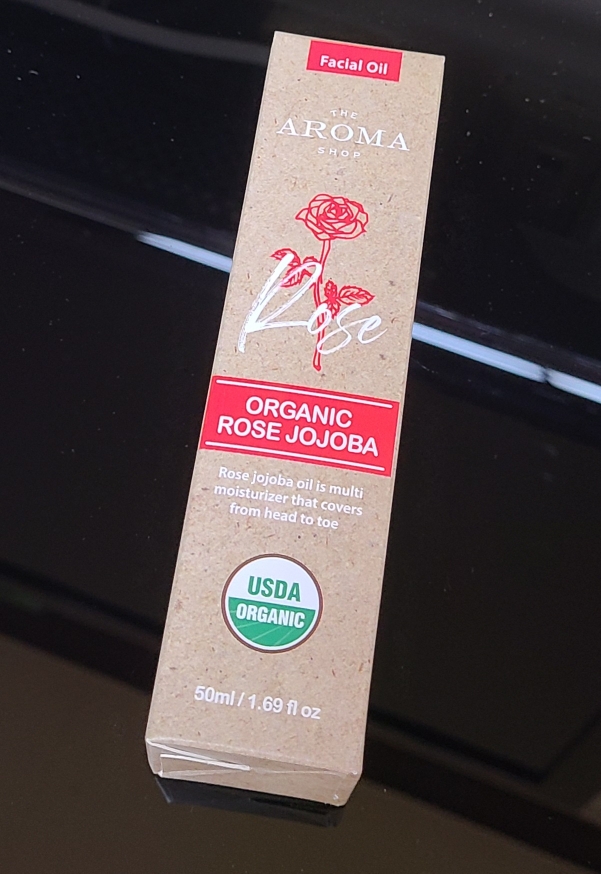 Facial Oil
THE
AROMA
SHOP
Rose
ORGANIC
ROSE JOJOBA
Rose jojoba oil is multi
moisturizer that covers
from head to toe
USDA
ORGANIC
50ml / 1.69 fl oz